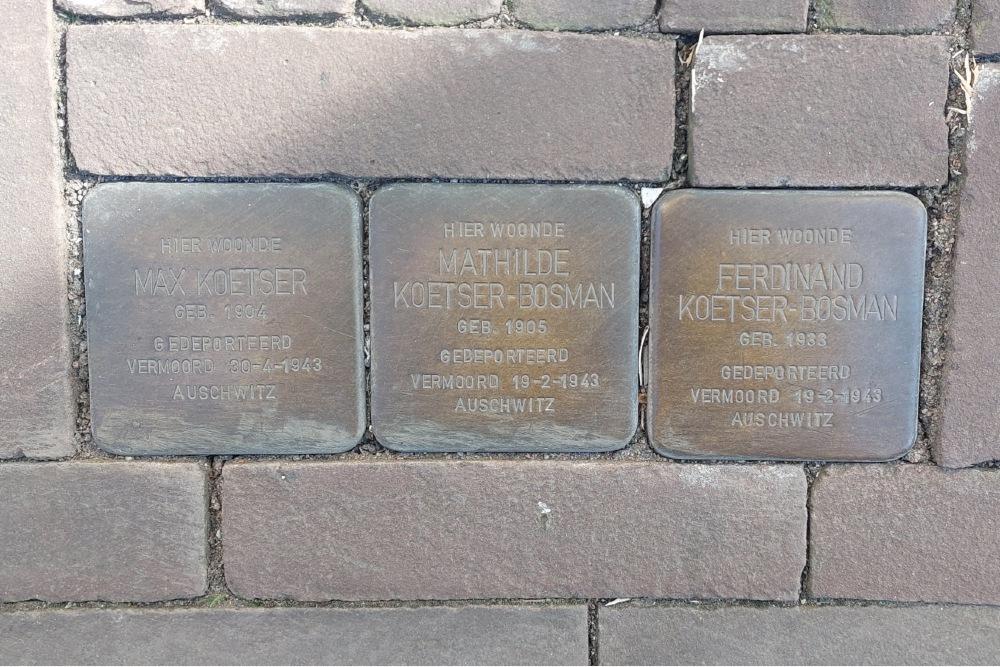 HIER WOONDE
MAX KOETSER
GEB. 1904
GEDEPORTEERD
VERMOORD 30-4-1943
AUSCHWITZ
HIER WOONDE
MATHILDE
KOETSER-BOSMAN
GEB. 1905
GEDEPORTEERD
VERMOORD 19-2-1943
AUSCHWITZ
HIER WOONDE
FERDINAND
KOETSER-BOSMAN
GEB. 1933
GEDEPORTEERD
VERMOORD 19-2-1943
AUSCHWITZ